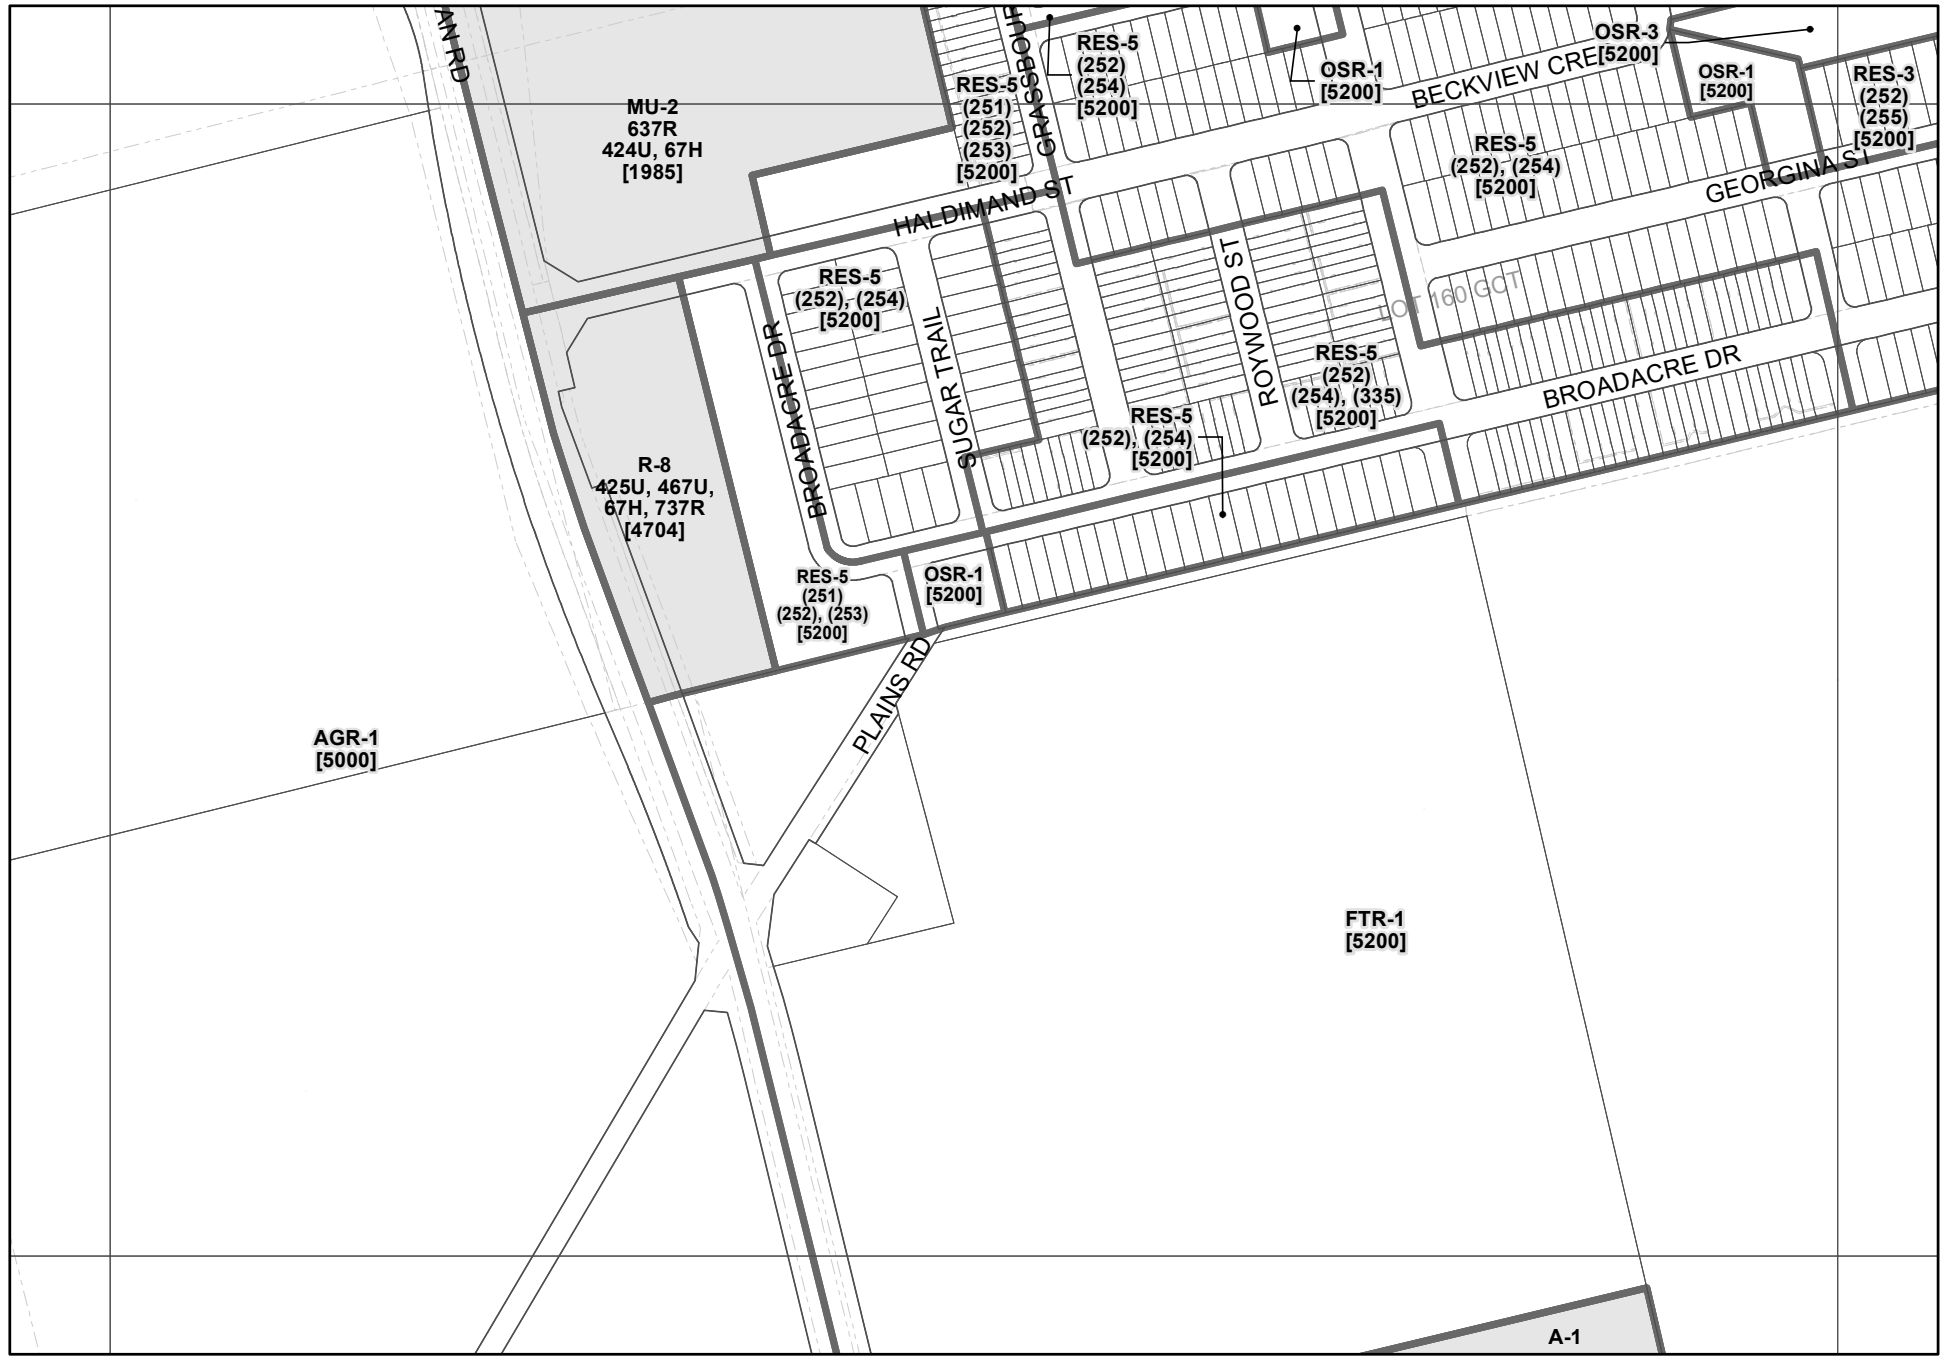 AN RD
MU-2
637R
424U, 67H
[1985]
RES-5
(251)
(252)
(253)
[5200]
GRASSBOUR
RES-5
(252)
(254)
[5200]
OSR-1
[5200]
BECKVIEW CRE
OSR-3
[5200]
OSR-1
[5200]
RES-3
(252)
(255)
[5200]
RES-5
(252), (254)
[5200]
GEORGINA ST
HALDIMAND ST
RES-5
(252), (254)
[5200]
BROADACRE DR
SUGAR TRAIL
ROYWOOD ST
LOT 160 GCT
RES-5
(252)
(254), (335)
[5200]
BROADACRE DR
RES-5
(252), (254)
[5200]
R-8
425U, 467U,
67H, 737R
[4704]
RES-5
(251)
(252), (253)
[5200]
OSR-1
[5200]
PLAINS RD
AGR-1
[5000]
FTR-1
[5200]
A-1